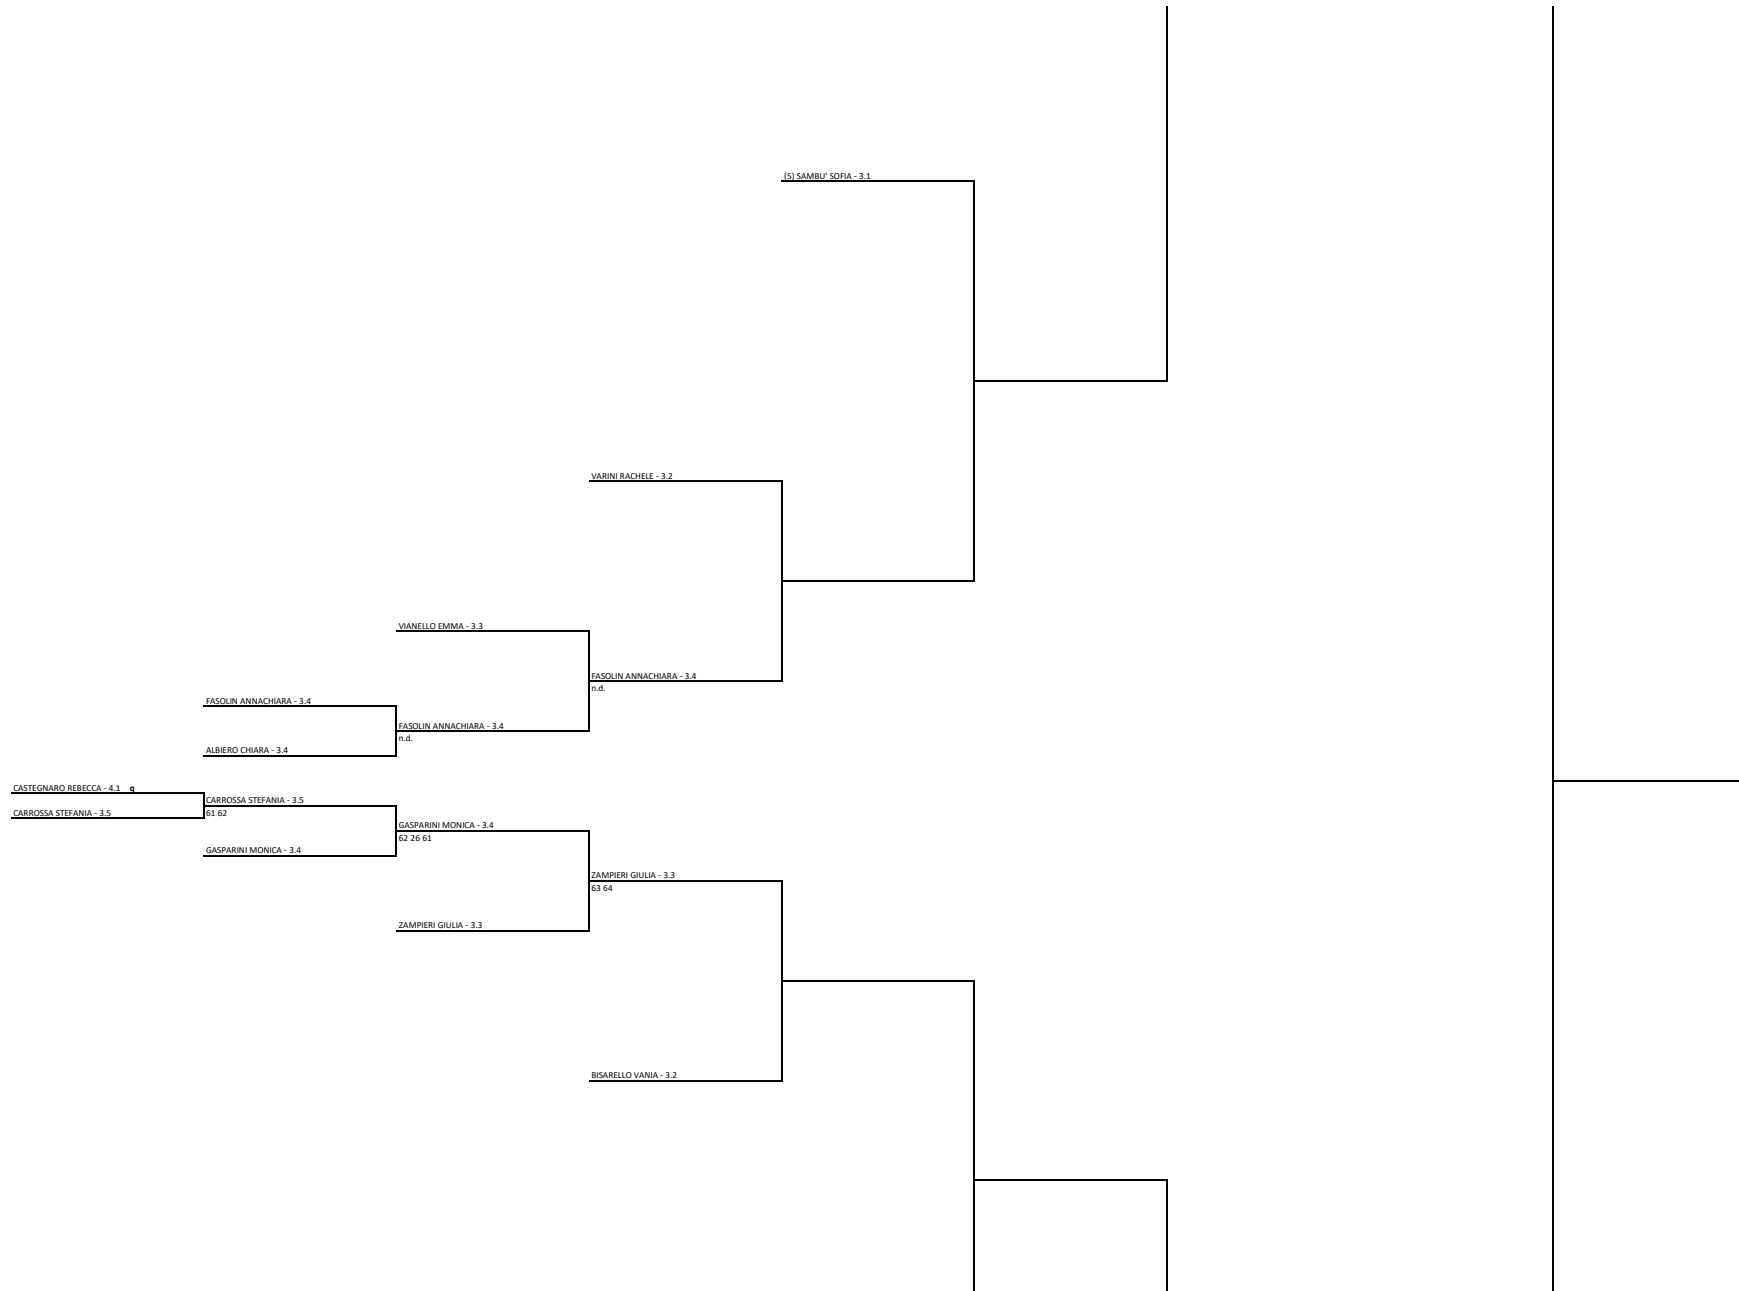 (5) SAMBU' SOFIA - 3.1
VARINI RACHELE - 3.2
VIANELLO EMMA - 3.3
FASOLIN ANNACHIARA - 3.4
n.d.
FASOLIN ANNACHIARA - 3.4
FASOLIN ANNACHIARA - 3.4
n.d.
ALBIERO CHIARA - 3.4
CASTEGNARO REBECCA - 4.1 q
CARROSSA STEFANIA - 3.5
61 62
CARROSSA STEFANIA - 3.5
GASPARINI MONICA - 3.4
62 26 61
GASPARINI MONICA - 3.4
ZAMPIERI GIULIA - 3.3
63 64
ZAMPIERI GIULIA - 3.3
BISARELLO VANIA - 3.2